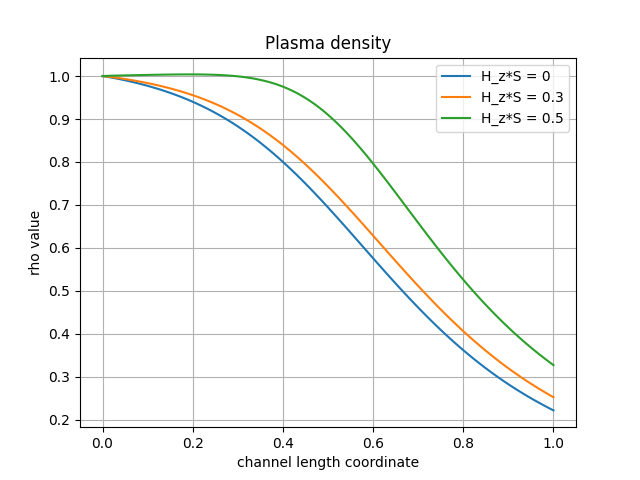 Plasma density
H_z*S = 0
H_z*S = 0.3
H_z*S = 0.5
rho value
1.0
0.9
0.8
0.7
0.6
0.5
0.4
0.3
0.2
0.0 0.2 0.4 0.6 0.8 1.0
channel length coordinate